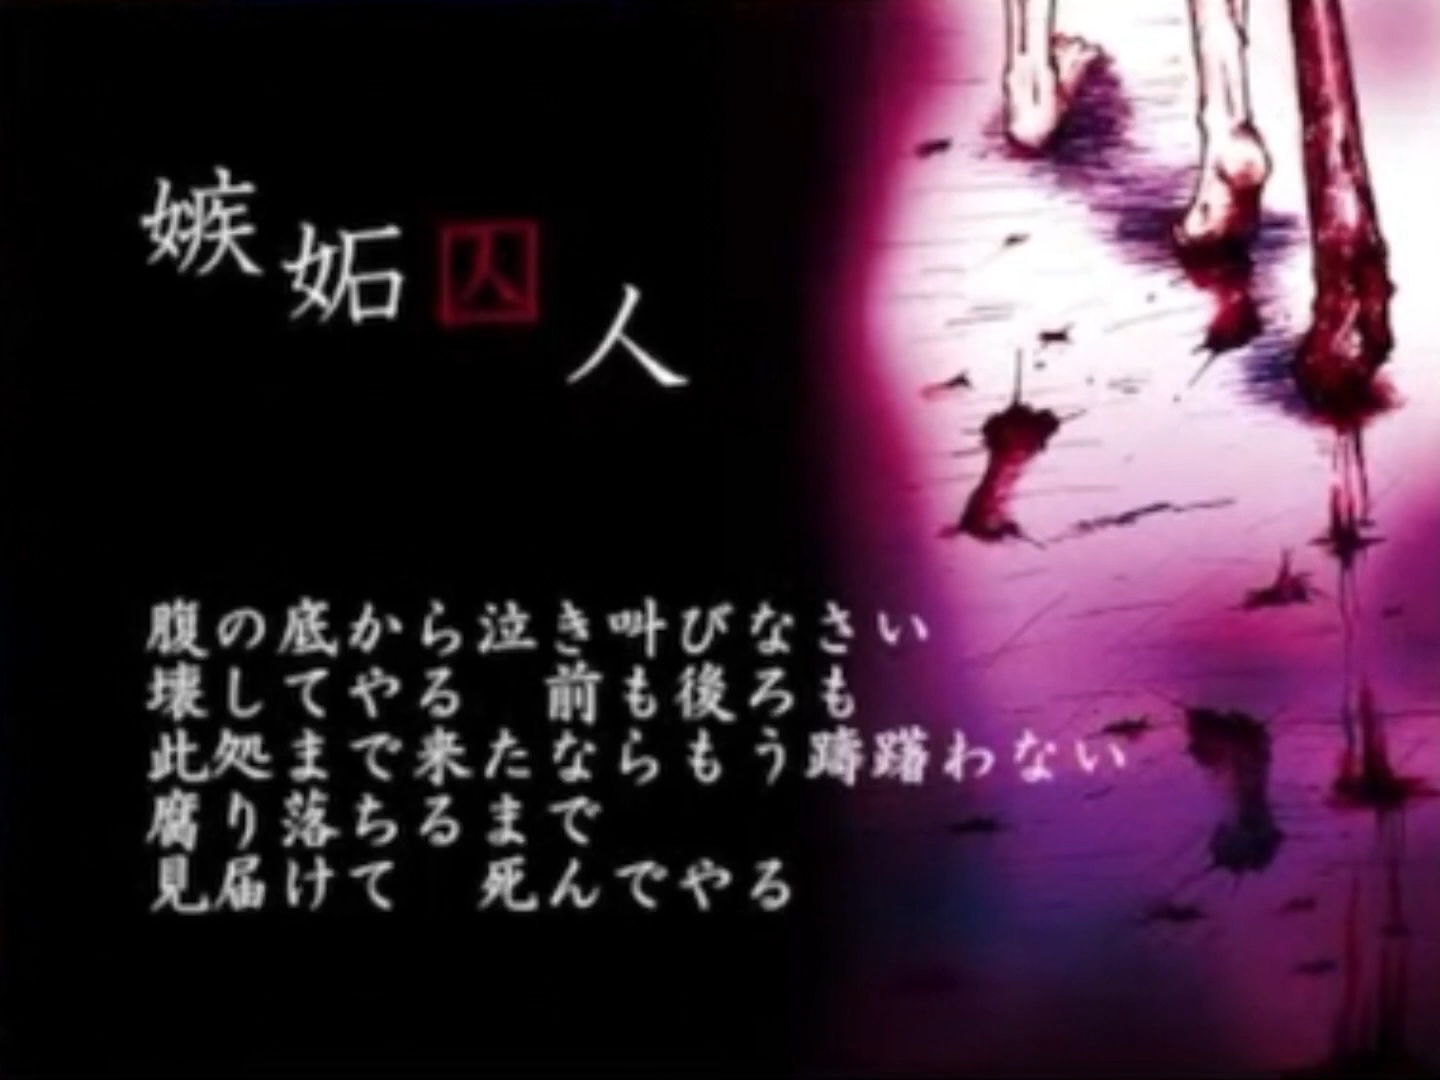 嫉妬囚人
腹の底から泣き叫びなさい
壊してやる　前も後ろも
此処まで来たならもう躊躇わない
腐り落ちるまで
見届けて　死んでやる